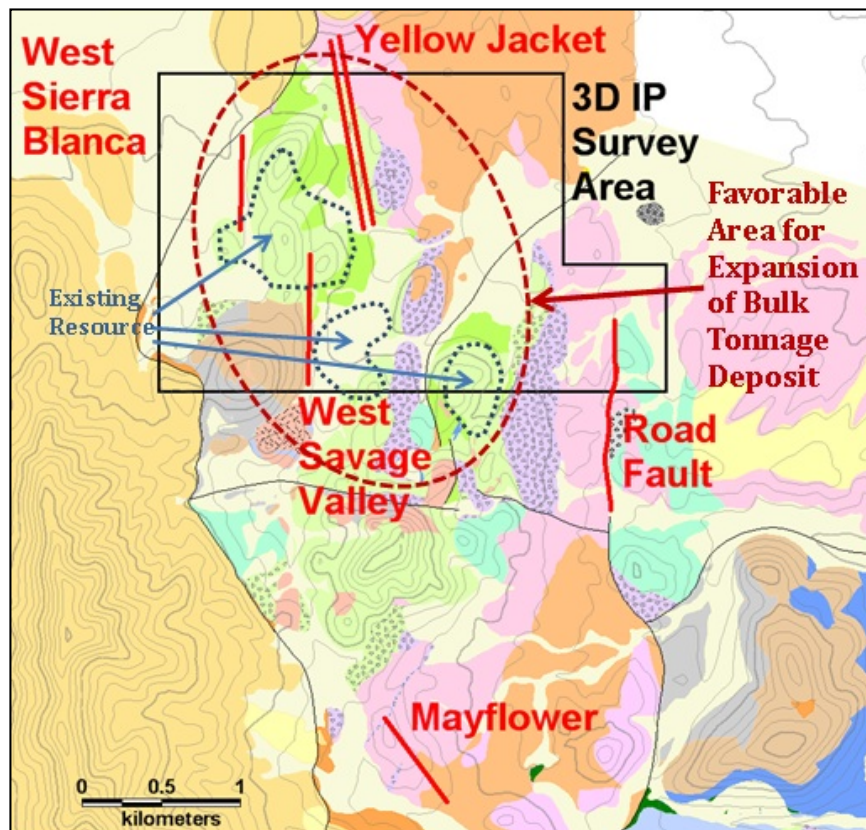 West
Sierra
Blanca
Yellow Jacket
3D IP
Survey
Area
Favorable
Area for
Expansion
of Bulk
Tonnage
Deposit
Existing
Resource
West
Savage
Valley
Road
Fault
Mayflower
0 0.5 1
kilometers